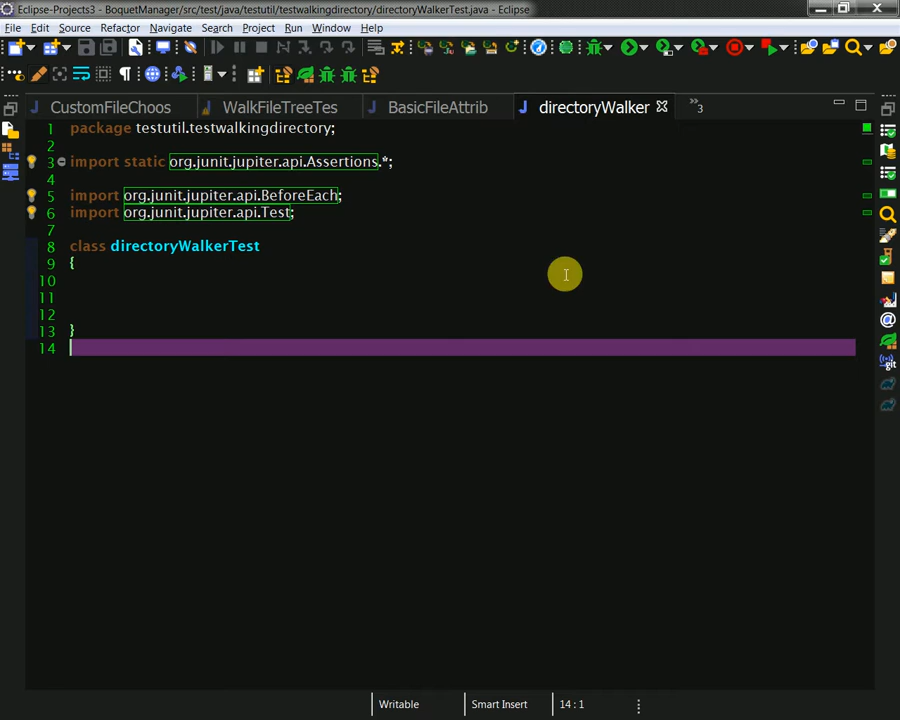 Eclipse-Projects3 - BoquetManager/src/test/java/testutil/testwalkingdirectory/directoryWalkerTest.java - Eclipse
File Edit Source Refactor Navigate Search Project Run Window Help
CustomFileChoos WalkFileTreeTes BasicFileAttrib directoryWalker »3
1 package testutil.testwalkingdirectory;
2
3 import static org.junit.jupiter.api.Assertions.*;
4
5 import org.junit.jupiter.api.BeforeEach;
6 import org.junit.jupiter.api.Test;
7
8 class directoryWalkerTest
9 {
10
11
12
13 }
14
Writable Smart Insert 14 : 1